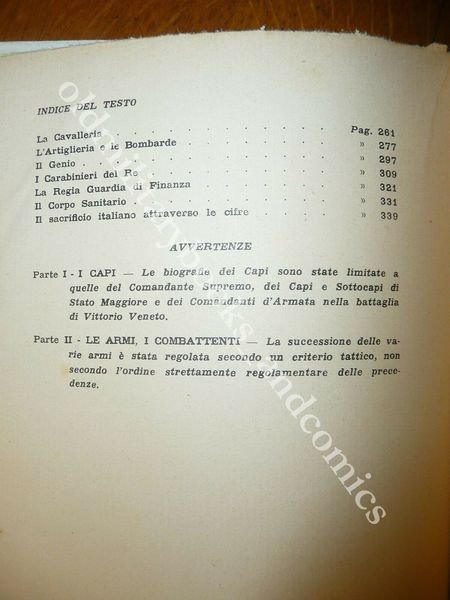 INDICE DEL TESTO
La Cavalleria . . . . . . . . . . Pag. 261
L'Artiglieria e le Bombarde . . . . . . » 277
Il Genio . . . . . . . . . . . » 297
I Carabinieri del Re . . . . . . . . » 309
La Regia Guardia di Finanza . . . . . . » 321
Il Corpo Sanitario . . . . . . . . . » 331
Il sacrificio italiano attraverso le cifre . . . . » 339
AVVERTENZE
Parte I - I CAPI — Le biografie dei Capi sono state limitate a
quelle del Comandante Supremo, dei Capi e Sottocapi di
Stato Maggiore e dei Comandanti d'Armata nella battaglia
di Vittorio Veneto.
Parte II - LE ARMI, I COMBATTENTI — La successione delle va-
rie armi è stata regolata secondo un criterio tattico, non
secondo l'ordine strettamente regolamentare delle prece-
denze.
oldmilitarybooksandcomics